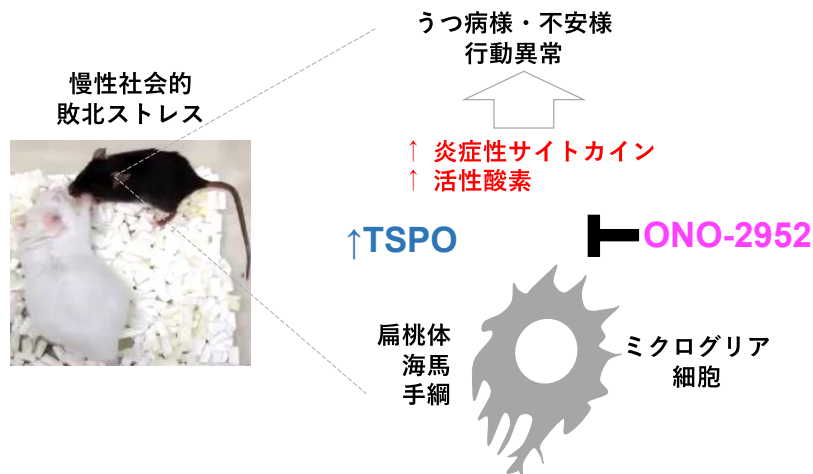 慢性社会的
敗北ストレス
うつ病様・不安様
行動異常
↑ 炎症性サイトカイン
↑ 活性酸素
↑TSPO
ONO-2952
扁桃体
海馬
手綱
ミクログリア
細胞